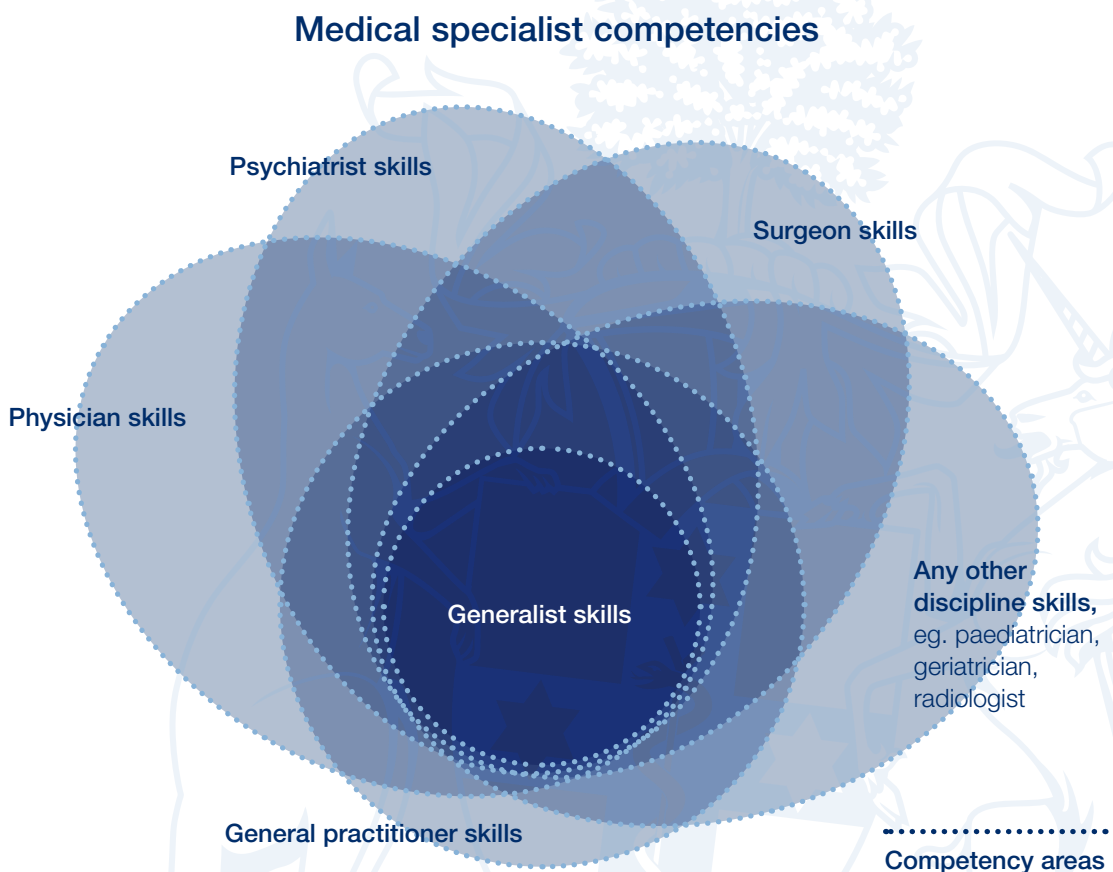 Medical specialist competencies
Psychiatrist skills
Surgeon skills
Physician skills
Any other
discipline skills,
eg. paediatrician,
geriatrician,
radiologist
Generalist skills
General practitioner skills
Competency areas